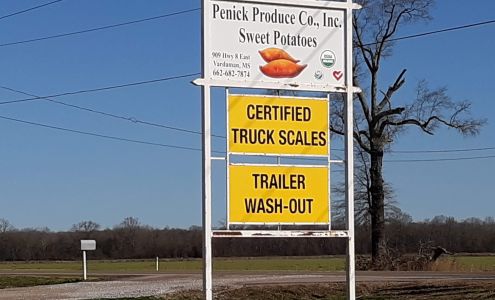 Penick Produce Co., Inc.
Sweet Potatoes
909 Hwy 8 East
Vardaman, MS
662-682-7874
CERTIFIED
TRUCK SCALES
TRAILER
WASH-OUT